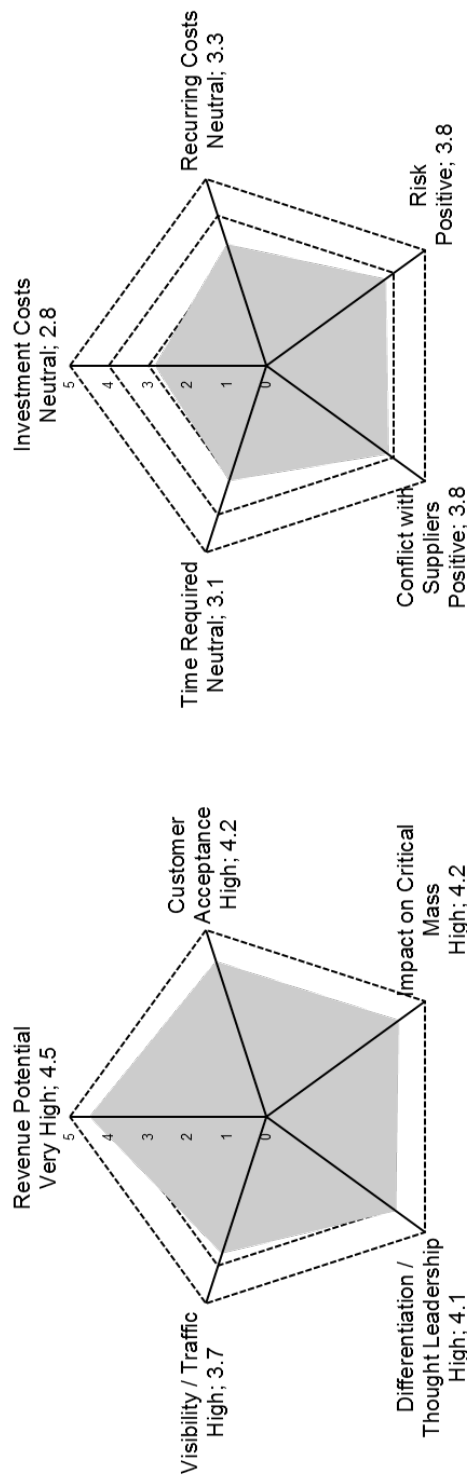 Revenue Potential
Very High; 4.5
Customer
Acceptance
High; 4.2
Impact on Critical
Mass
High; 4.2
Differentiation /
Thought Leadership
High; 4.1
Visibility / Traffic
High; 3.7
5
4
3
2
1
0
Investment Costs
Neutral; 2.8
Recurring Costs
Neutral; 3.3
Risk
Positive; 3.8
Conflict with
Suppliers
Positive; 3.8
Time Required
Neutral; 3.1
5
4
3
2
1
0